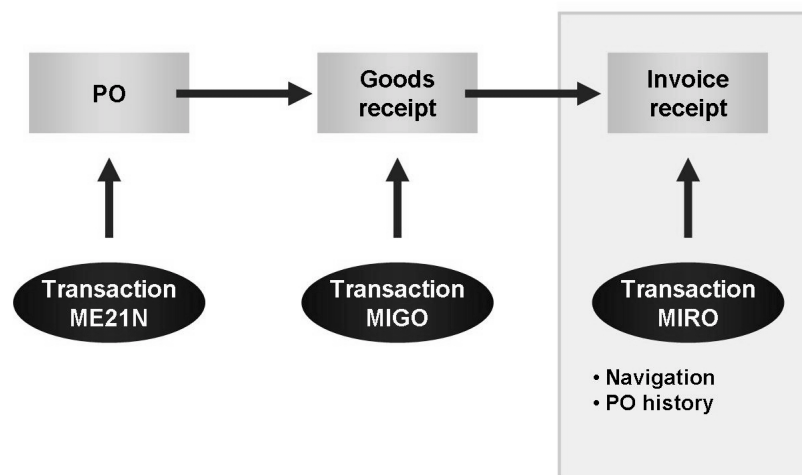 PO
Goods
receipt
Invoice
receipt
Transaction
ME21N
Transaction
MIGO
Transaction
MIRO
• Navigation
• PO history